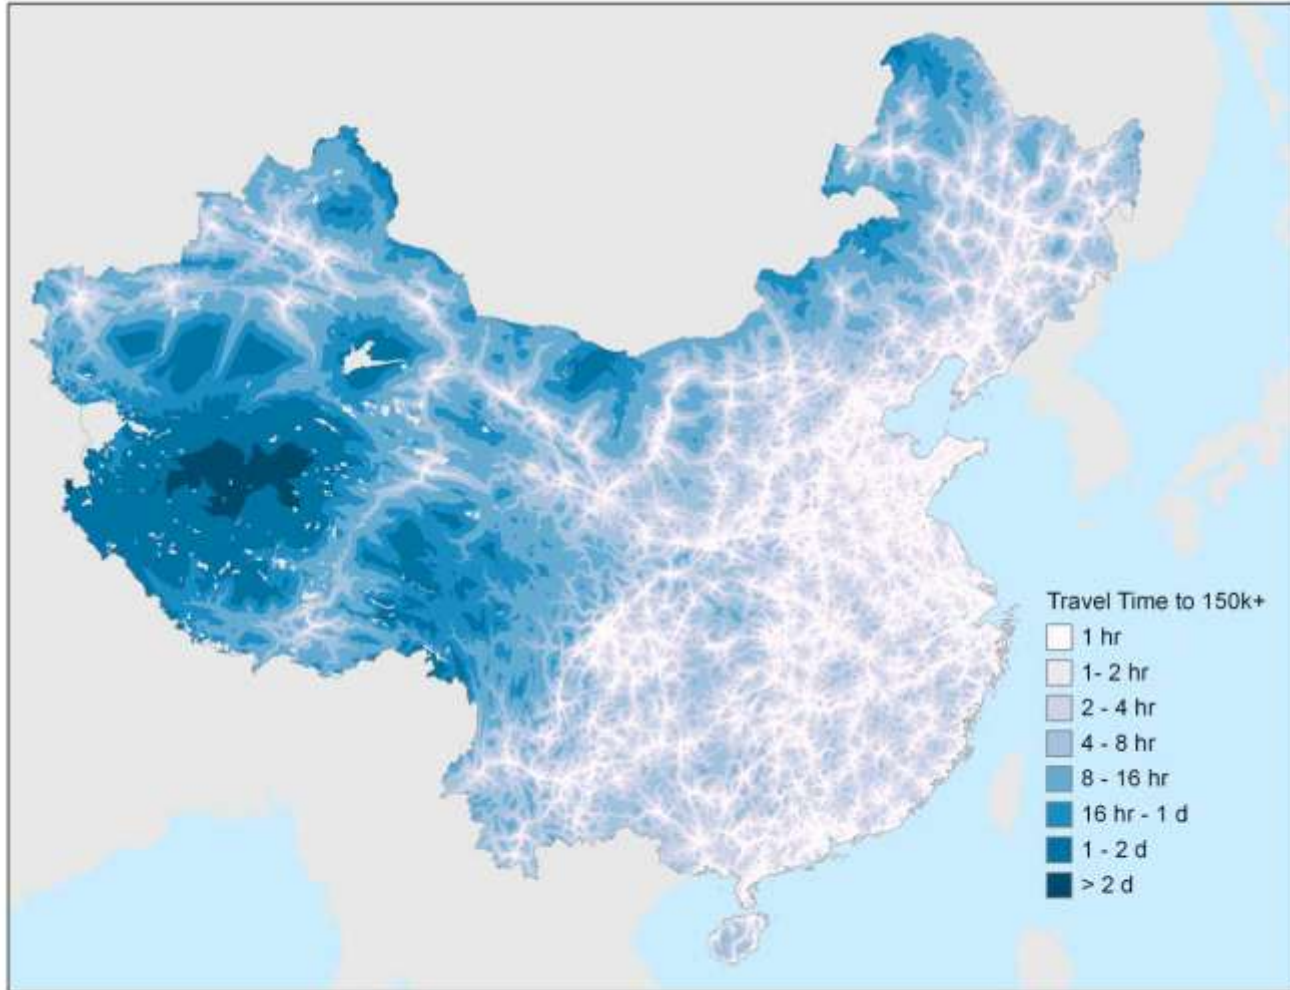 Travel Time to 150k+
1 hr
1- 2 hr
2 - 4 hr
4 - 8 hr
8 - 16 hr
16 hr - 1 d
1 - 2 d
> 2 d